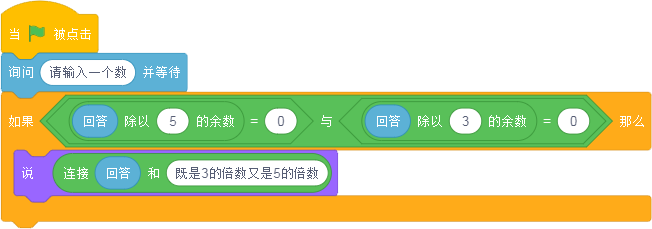 当 被点击
询问 请输入一个数 并等待
如果 回答 除以 5 的余数 = 0 与 回答 除以 3 的余数 = 0 那么
说 连接 回答 和 既是3的倍数又是5的倍数